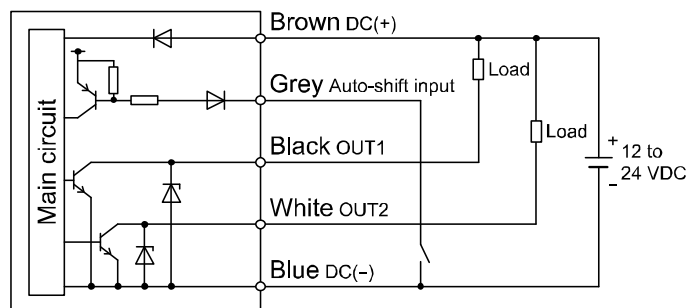 Main circuit
Brown DC(+)
Grey Auto-shift input
Black OUT1
White OUT2
Blue DC(−)
Load
Load
+
12 to
24 VDC
-